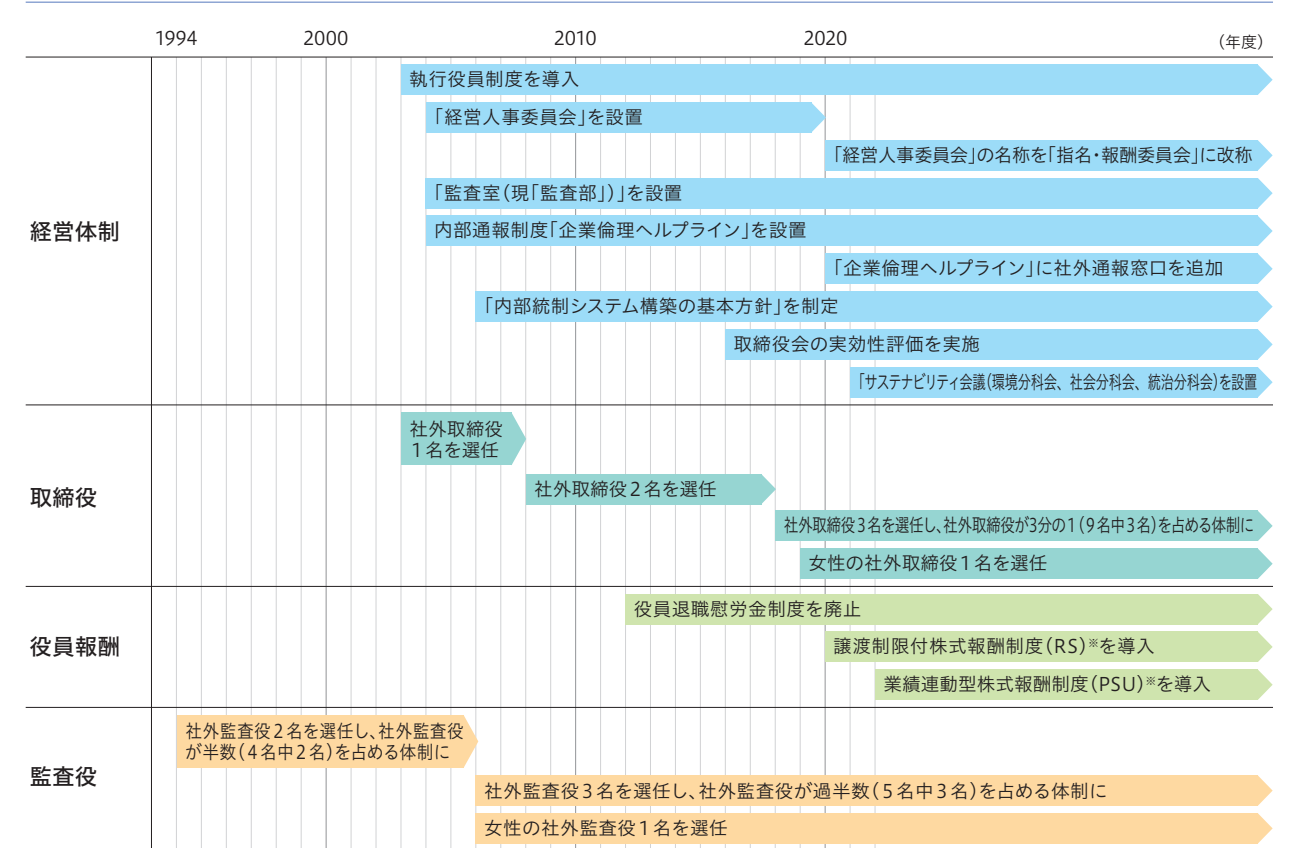 1994 2000 2010 2020 (年度)
経営体制
執行役員制度を導入
「経営人事委員会」を設置
「経営人事委員会」の名称を「指名・報酬委員会」に改称
「監査室(現「監査部」)」を設置
内部通報制度「企業倫理ヘルプライン」を設置
「企業倫理ヘルプライン」に社外通報窓口を追加
「内部統制システム構築の基本方針」を制定
取締役会の実効性評価を実施
「サステナビリティ会議(環境分科会、社会分科会、統治分科会)を設置
取締役
社外取締役
1名を選任
社外取締役2名を選任
社外取締役3名を選任し、社外取締役が3分の1(9名中3名)を占める体制に
女性の社外取締役1名を選任
役員報酬
役員退職慰労金制度を廃止
譲渡制限付株式報酬制度(RS)※を導入
業績連動型株式報酬制度(PSU)※を導入
監査役
社外監査役2名を選任し、社外監査役
が半数(4名中2名)を占める体制に
社外監査役3名を選任し、社外監査役が過半数(5名中3名)を占める体制に
女性の社外監査役1名を選任